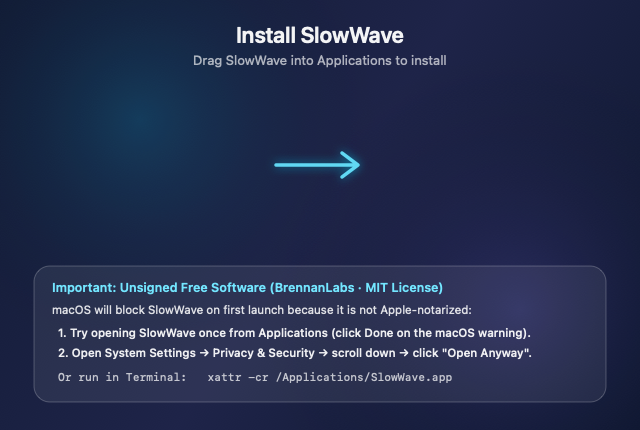 Install SlowWave
Drag SlowWave into Applications to install
Important: Unsigned Free Software (BrennanLabs · MIT License)
macOS will block SlowWave on first launch because it is not Apple-notarized:
1. Try opening SlowWave once from Applications (click Done on the macOS warning).
2. Open System Settings → Privacy & Security → scroll down → click "Open Anyway".
Or run in Terminal: xattr -cr /Applications/SlowWave.app